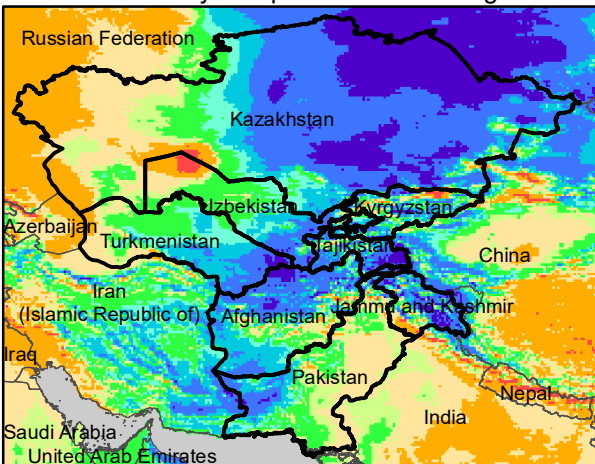 Russian Federation
Kazakhstan
Uzbekistan
Kyrgyzstan
Azerbaijan
Turkmenistan
Tajikistan
China
Iran
(Islamic Republic of)
Afghanistan
Jammu and Kashmir
Iraq
Pakistan
Nepal
India
Saudi Arabia
United Arab Emirates